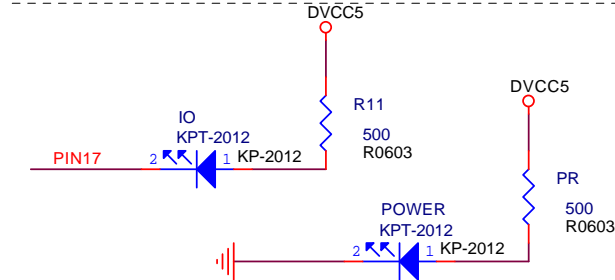 DVCC5
R11
500
R0603
IO
KPT-2012
PIN17
2
1
KP-2012
DVCC5
PR
500
R0603
POWER
KPT-2012
2
1
KP-2012